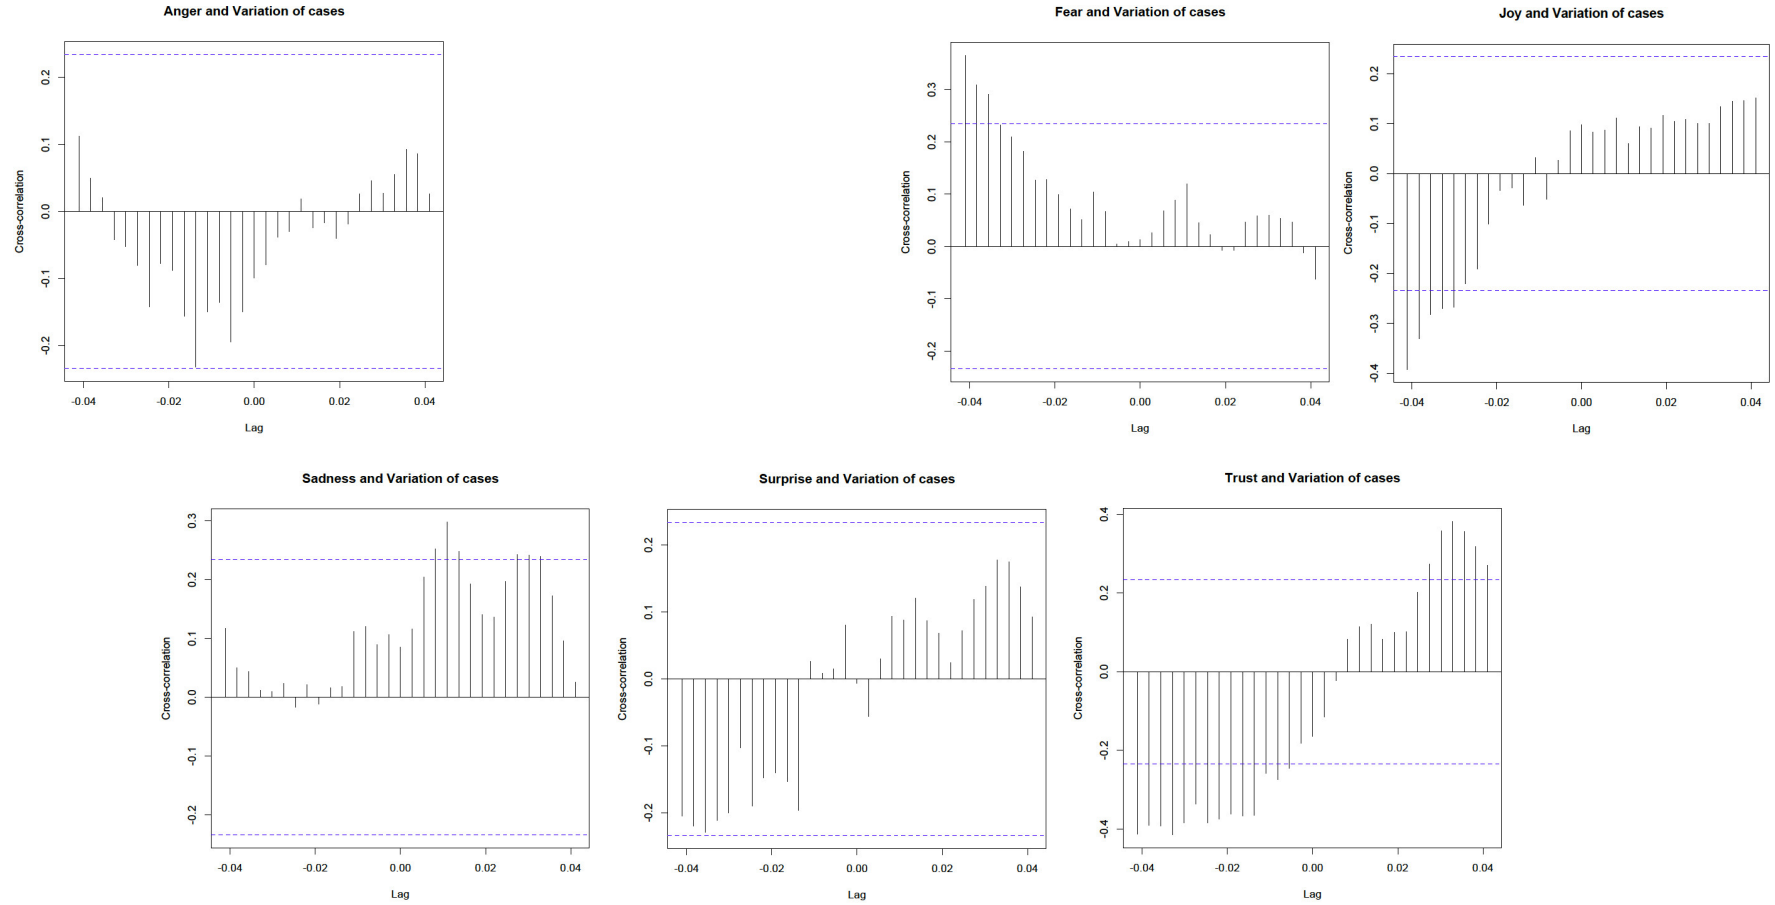 Anger and Variation of cases
Cross-correlation
0.2
0.1
0.0
-0.1
-0.2
-0.04 -0.02 0.00 0.02 0.04
Lag
Fear and Variation of cases
Cross-correlation
0.3
0.2
0.1
0.0
-0.1
-0.2
-0.04 -0.02 0.00 0.02 0.04
Lag
Joy and Variation of cases
Cross-correlation
0.2
0.1
0.0
-0.1
-0.2
-0.3
-0.4
-0.04 -0.02 0.00 0.02 0.04
Lag
Sadness and Variation of cases
Cross-correlation
0.3
0.2
0.1
0.0
-0.1
-0.2
-0.04 -0.02 0.00 0.02 0.04
Lag
Surprise and Variation of cases
Cross-correlation
0.2
0.1
0.0
-0.1
-0.2
-0.04 -0.02 0.00 0.02 0.04
Lag
Trust and Variation of cases
Cross-correlation
0.4
0.2
0.0
-0.2
-0.4
-0.04 -0.02 0.00 0.02 0.04
Lag